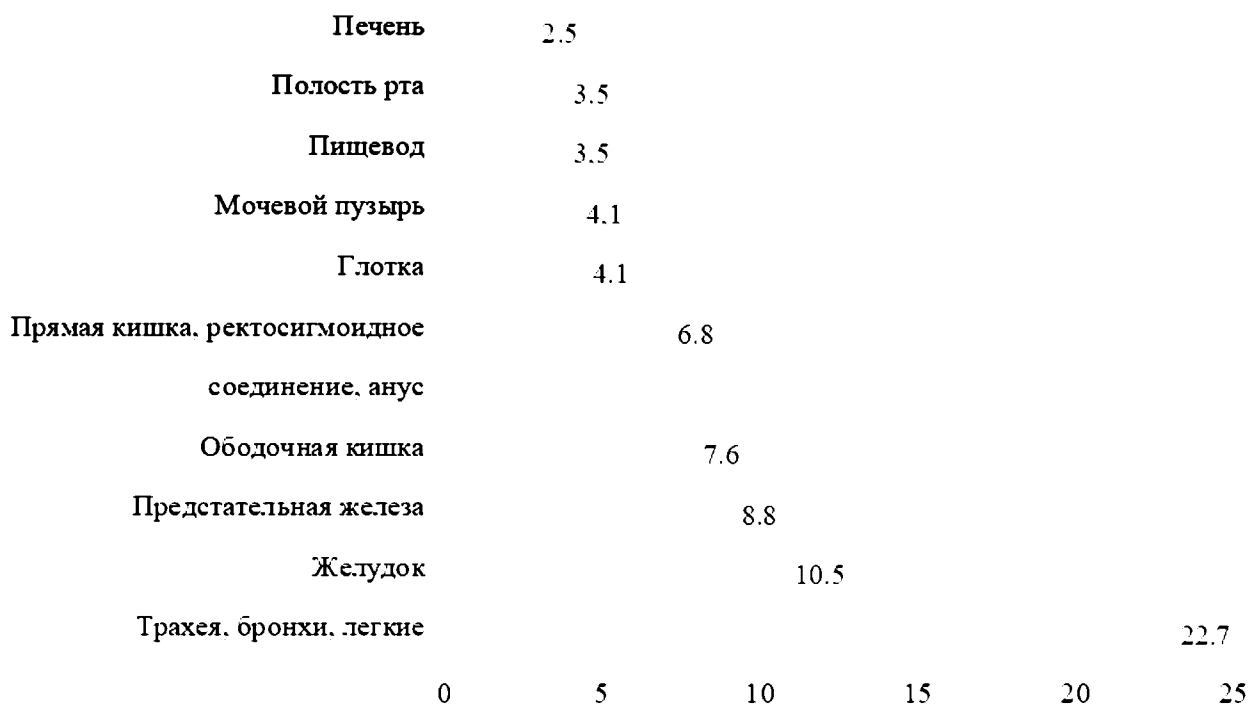 Печень 2.5
Полость рта 3.5
Пищевод 3.5
Мочевой пузырь 4.1
Глотка 4.1
Прямая кишка, ректосигмоидное 6.8
соединение, анус
Ободочная кишка 7.6
Предстательная железа 8.8
Желудок 10.5
Трахея, бронхи, легкие 22.7
0 5 10 15 20 25